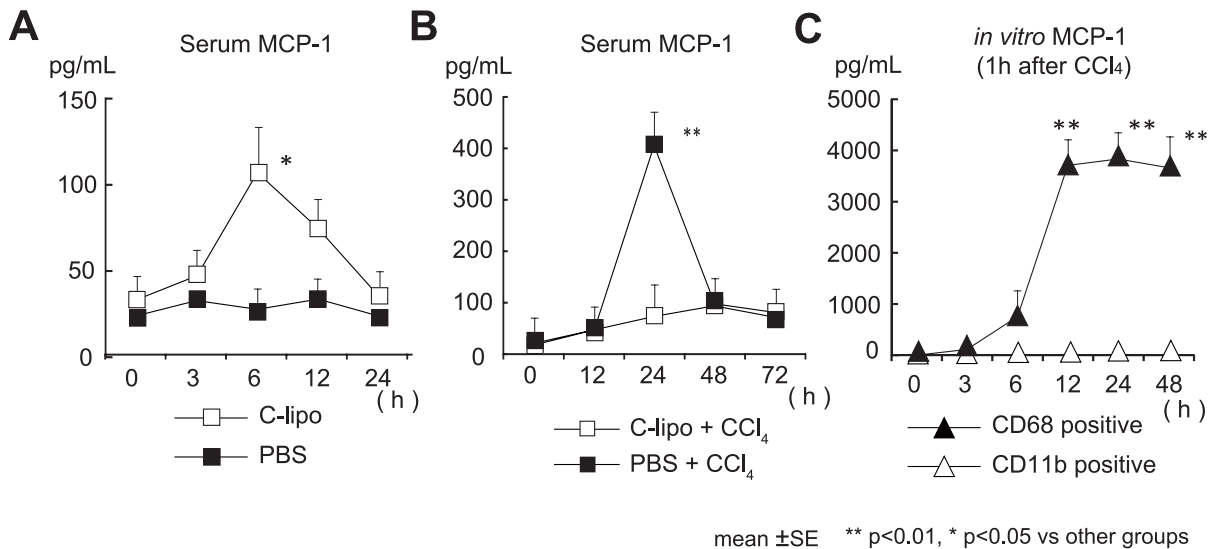 A
Serum MCP-1
pg/mL
150
100
50
0
0 3 6 12 24
( h )
C-lipo
PBS
*
B
Serum MCP-1
pg/mL
500
400
300
200
100
0
0 12 24 48 72
( h )
C-lipo + CCl₄
PBS + CCl₄
**
C
in vitro MCP-1
(1h after CCl₄)
pg/mL
5000
4000
3000
2000
1000
0
0 3 6 12 24 48
( h )
CD68 positive
CD11b positive
** ** **
mean ±SE ** p<0.01, * p<0.05 vs other groups